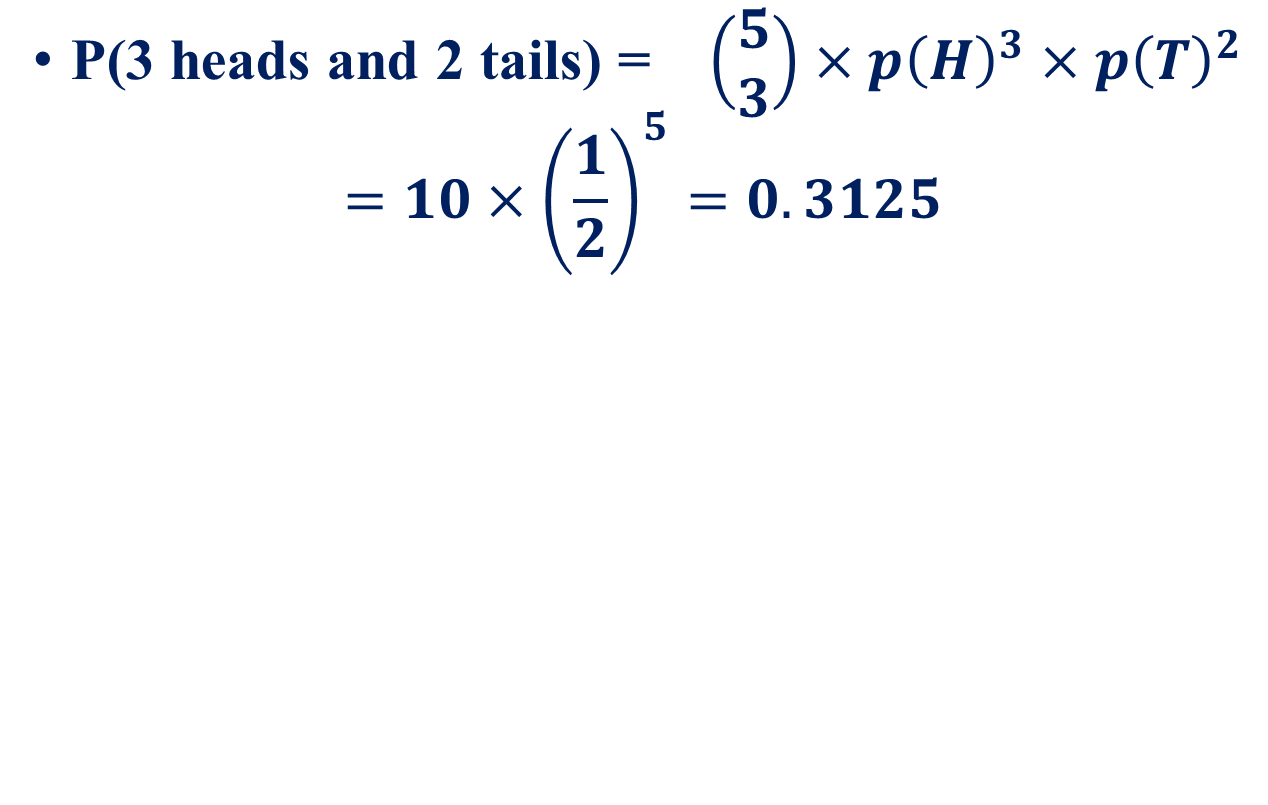 • P(3 heads and 2 tails) = (5 3) × p(H)³ × p(T)²
= 10 × (1/2)⁵ = 0.3125